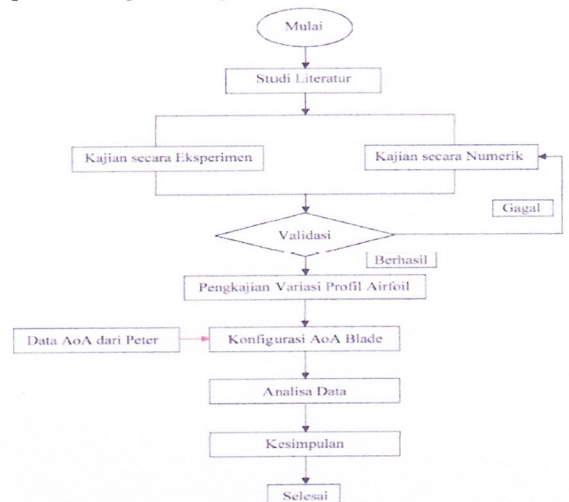 Mulai
Studi Literatur
Kajian secara Eksperimen
Kajian secara Numerik
Gagal
Validasi
Berhasil
Pengkajian Variasi Profil Airfoil
Data AoA dari Peter
Konfigurasi AoA Blade
Analisa Data
Kesimpulan
Selesai